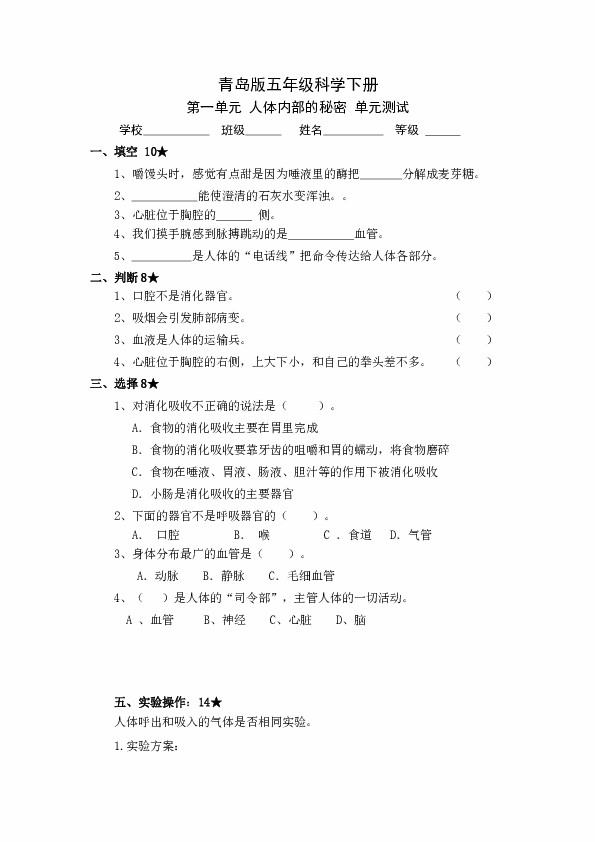 青岛版五年级科学下册
第一单元 人体内部的秘密 单元测试
学校___________ 班级______ 姓名__________ 等级 ______
一、填空 10★
1、嚼馒头时，感觉有点甜是因为唾液里的酶把_______分解成麦芽糖。
2、___________能使澄清的石灰水变浑浊。。
3、心脏位于胸腔的______ 侧。
4、我们摸手腕感到脉搏跳动的是___________血管。
5、__________是人体的“电话线”把命令传达给人体各部分。
二、判断 8★
1、口腔不是消化器官。 （ ）
2、吸烟会引发肺部病变。 （ ）
3、血液是人体的运输兵。 （ ）
4、心脏位于胸腔的右侧，上大下小，和自己的拳头差不多。 （ ）
三、选择 8★
1、对消化吸收不正确的说法是（ ）。
A．食物的消化吸收主要在胃里完成
B．食物的消化吸收要靠牙齿的咀嚼和胃的蠕动，将食物磨碎
C．食物在唾液、胃液、肠液、胆汁等的作用下被消化吸收
D．小肠是消化吸收的主要器官
2、下面的器官不是呼吸器官的（ ）。
A． 口腔 B． 喉 C ．食道 D．气管
3、身体分布最广的血管是（ ）。
A．动脉 B．静脉 C．毛细血管
4、（ ）是人体的“司令部”，主管人体的一切活动。
A 、血管 B、神经 C、心脏 D、脑
五、实验操作：14★
人体呼出和吸入的气体是否相同实验。
1.实验方案：